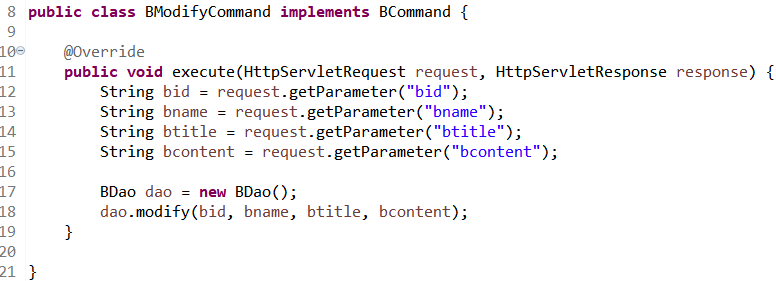 8 public class BModifyCommand implements BCommand {
9
10 @Override
11 public void execute(HttpServletRequest request, HttpServletResponse response) {
12 String bid = request.getParameter("bid");
13 String bname = request.getParameter("bname");
14 String btitle = request.getParameter("btitle");
15 String bcontent = request.getParameter("bcontent");
16
17 BDao dao = new BDao();
18 dao.modify(bid, bname, btitle, bcontent);
19 }
20
21 }